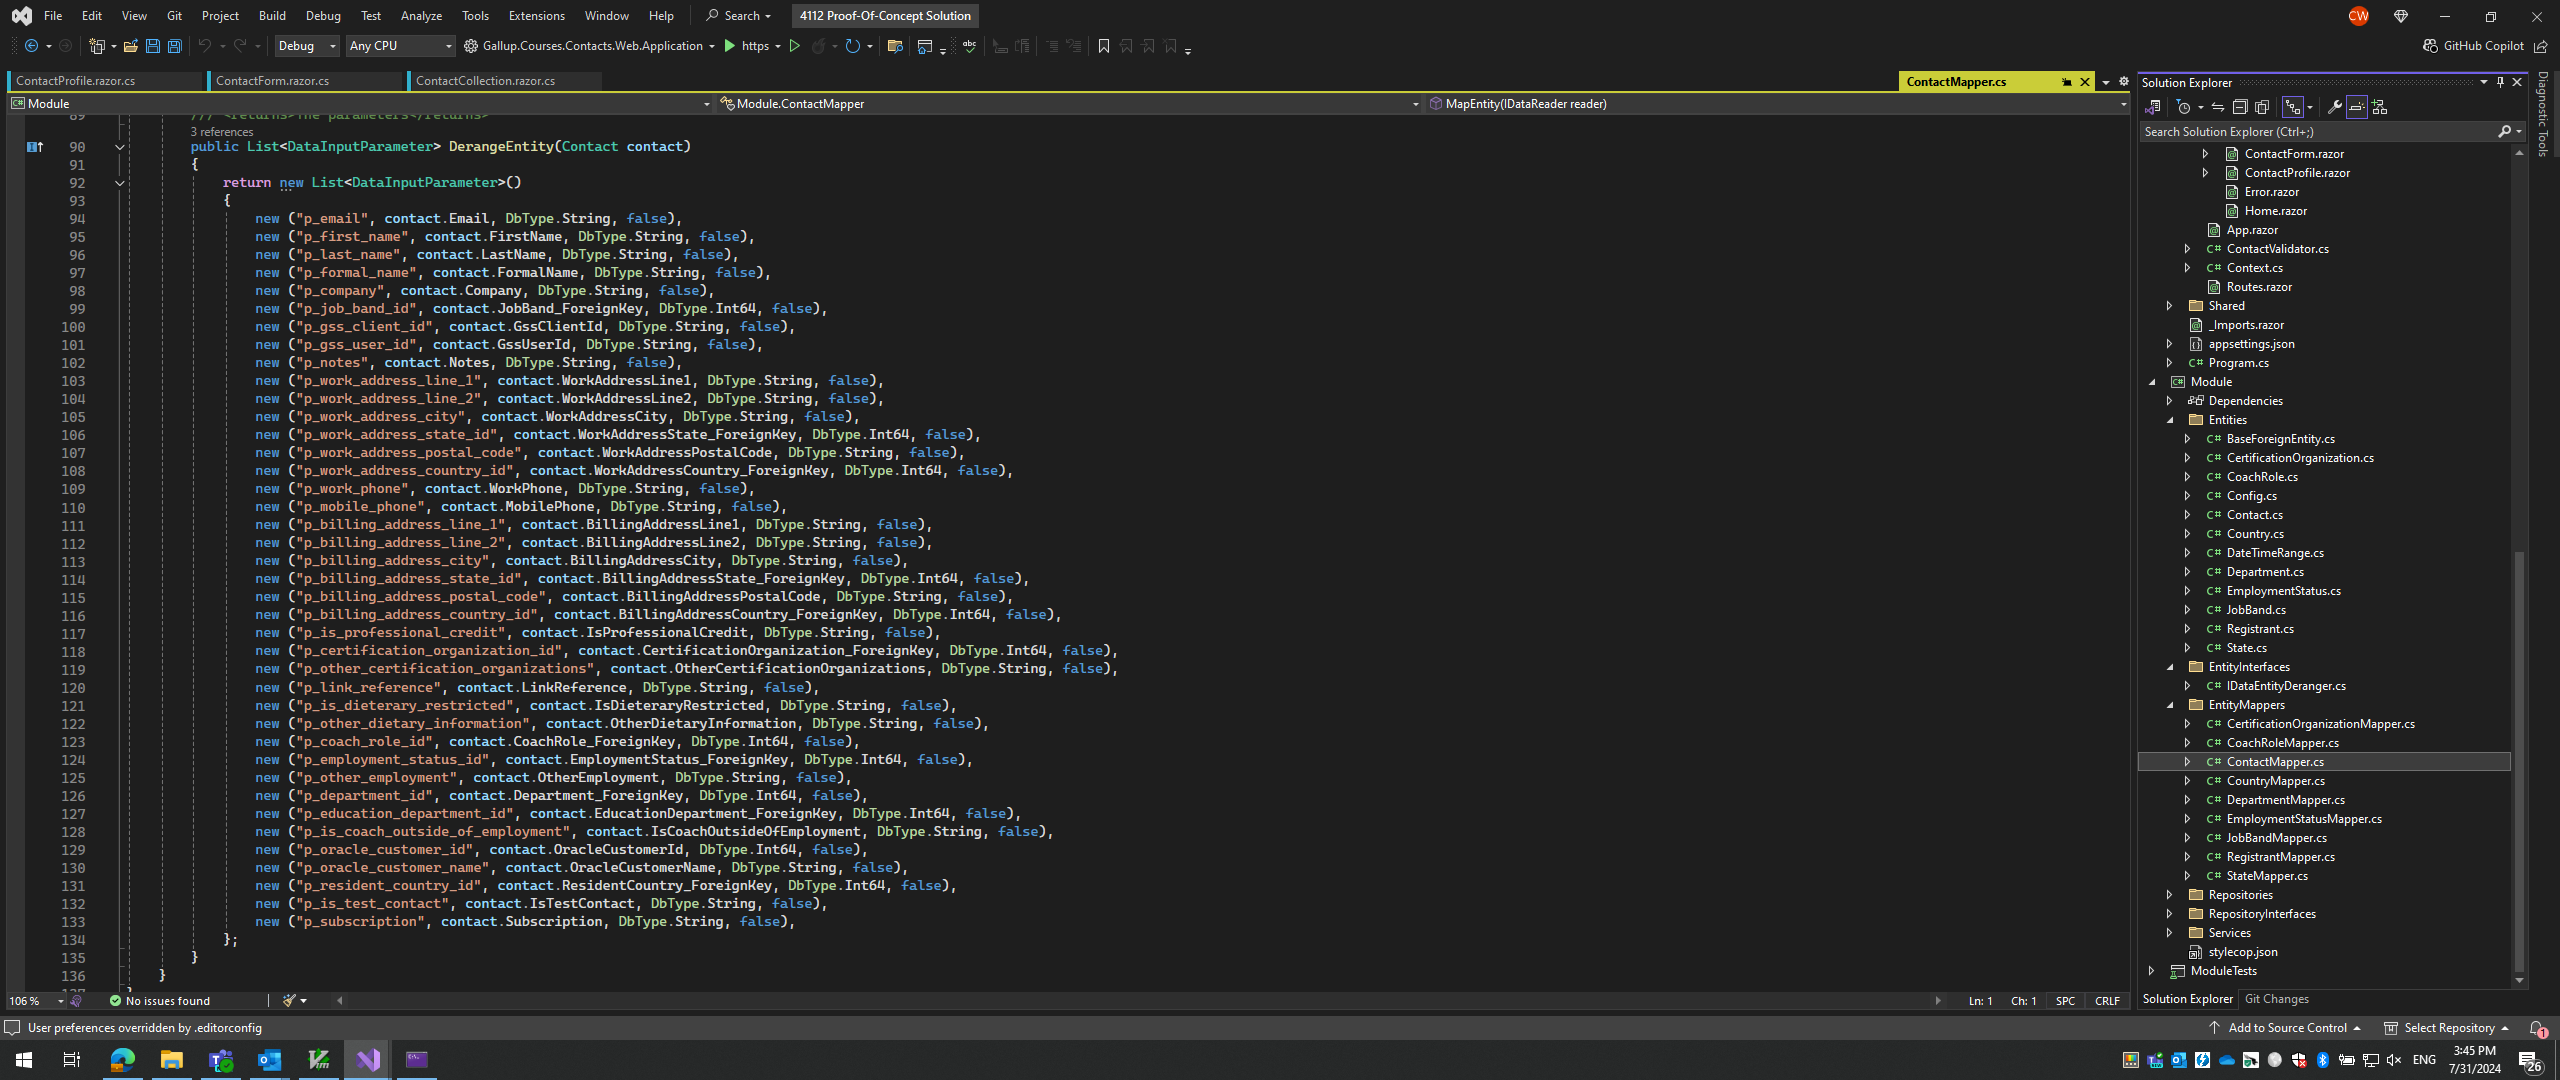 File Edit View Git Project Build Debug Test Analyze Tools Extensions Window Help Search 4112 Proof-Of-Concept Solution CW
Debug Any CPU Gallup.Courses.Contacts.Web.Application https GitHub Copilot
ContactProfile.razor.cs ContactForm.razor.cs ContactCollection.razor.cs ContactMapper.cs
Module Module.ContactMapper MapEntity(IDataReader reader)
89 /// <returns>The parameters</returns>
3 references
90 public List<DataInputParameter> DerangeEntity(Contact contact)
91 {
92 return new List<DataInputParameter>()
93 {
94 new ("p_email", contact.Email, DbType.String, false),
95 new ("p_first_name", contact.FirstName, DbType.String, false),
96 new ("p_last_name", contact.LastName, DbType.String, false),
97 new ("p_formal_name", contact.FormalName, DbType.String, false),
98 new ("p_company", contact.Company, DbType.String, false),
99 new ("p_job_band_id", contact.JobBand_ForeignKey, DbType.Int64, false),
100 new ("p_gss_client_id", contact.GssClientId, DbType.String, false),
101 new ("p_gss_user_id", contact.GssUserId, DbType.String, false),
102 new ("p_notes", contact.Notes, DbType.String, false),
103 new ("p_work_address_line_1", contact.WorkAddressLine1, DbType.String, false),
104 new ("p_work_address_line_2", contact.WorkAddressLine2, DbType.String, false),
105 new ("p_work_address_city", contact.WorkAddressCity, DbType.String, false),
106 new ("p_work_address_state_id", contact.WorkAddressState_ForeignKey, DbType.Int64, false),
107 new ("p_work_address_postal_code", contact.WorkAddressPostalCode, DbType.String, false),
108 new ("p_work_address_country_id", contact.WorkAddressCountry_ForeignKey, DbType.Int64, false),
109 new ("p_work_phone", contact.WorkPhone, DbType.String, false),
110 new ("p_mobile_phone", contact.MobilePhone, DbType.String, false),
111 new ("p_billing_address_line_1", contact.BillingAddressLine1, DbType.String, false),
112 new ("p_billing_address_line_2", contact.BillingAddressLine2, DbType.String, false),
113 new ("p_billing_address_city", contact.BillingAddressCity, DbType.String, false),
114 new ("p_billing_address_state_id", contact.BillingAddressState_ForeignKey, DbType.Int64, false),
115 new ("p_billing_address_postal_code", contact.BillingAddressPostalCode, DbType.String, false),
116 new ("p_billing_address_country_id", contact.BillingAddressCountry_ForeignKey, DbType.Int64, false),
117 new ("p_is_professional_credit", contact.IsProfessionalCredit, DbType.String, false),
118 new ("p_certification_organization_id", contact.CertificationOrganization_ForeignKey, DbType.Int64, false),
119 new ("p_other_certification_organizations", contact.OtherCertificationOrganizations, DbType.String, false),
120 new ("p_link_reference", contact.LinkReference, DbType.String, false),
121 new ("p_is_dieterary_restricted", contact.IsDieteraryRestricted, DbType.String, false),
122 new ("p_other_dietary_information", contact.OtherDietaryInformation, DbType.String, false),
123 new ("p_coach_role_id", contact.CoachRole_ForeignKey, DbType.Int64, false),
124 new ("p_employment_status_id", contact.EmploymentStatus_ForeignKey, DbType.Int64, false),
125 new ("p_other_employment", contact.OtherEmployment, DbType.String, false),
126 new ("p_department_id", contact.Department_ForeignKey, DbType.Int64, false),
127 new ("p_education_department_id", contact.EducationDepartment_ForeignKey, DbType.Int64, false),
128 new ("p_is_coach_outside_of_employment", contact.IsCoachOutsideOfEmployment, DbType.String, false),
129 new ("p_oracle_customer_id", contact.OracleCustomerId, DbType.Int64, false),
130 new ("p_oracle_customer_name", contact.OracleCustomerName, DbType.String, false),
131 new ("p_resident_country_id", contact.ResidentCountry_ForeignKey, DbType.Int64, false),
132 new ("p_is_test_contact", contact.IsTestContact, DbType.String, false),
133 new ("p_subscription", contact.Subscription, DbType.String, false),
134 };
135 }
136 }
137 }
106 % No issues found Ln: 1 Ch: 1 SPC CRLF
Solution Explorer
Search Solution Explorer (Ctrl+;)
ContactForm.razor
ContactProfile.razor
Error.razor
Home.razor
App.razor
C# ContactValidator.cs
C# Context.cs
Routes.razor
Shared
_Imports.razor
appsettings.json
C# Program.cs
Module
Dependencies
Entities
C# BaseForeignEntity.cs
C# CertificationOrganization.cs
C# CoachRole.cs
C# Config.cs
C# Contact.cs
C# Country.cs
C# DateTimeRange.cs
C# Department.cs
C# EmploymentStatus.cs
C# JobBand.cs
C# Registrant.cs
C# State.cs
EntityInterfaces
C# IDataEntityDeranger.cs
EntityMappers
C# CertificationOrganizationMapper.cs
C# CoachRoleMapper.cs
C# ContactMapper.cs
C# CountryMapper.cs
C# DepartmentMapper.cs
C# EmploymentStatusMapper.cs
C# JobBandMapper.cs
C# RegistrantMapper.cs
C# StateMapper.cs
Repositories
RepositoryInterfaces
Services
stylecop.json
ModuleTests
Solution Explorer Git Changes
Diagnostic Tools
User preferences overridden by .editorconfig Add to Source Control Select Repository 1
ENG 3:45 PM
7/31/2024 26